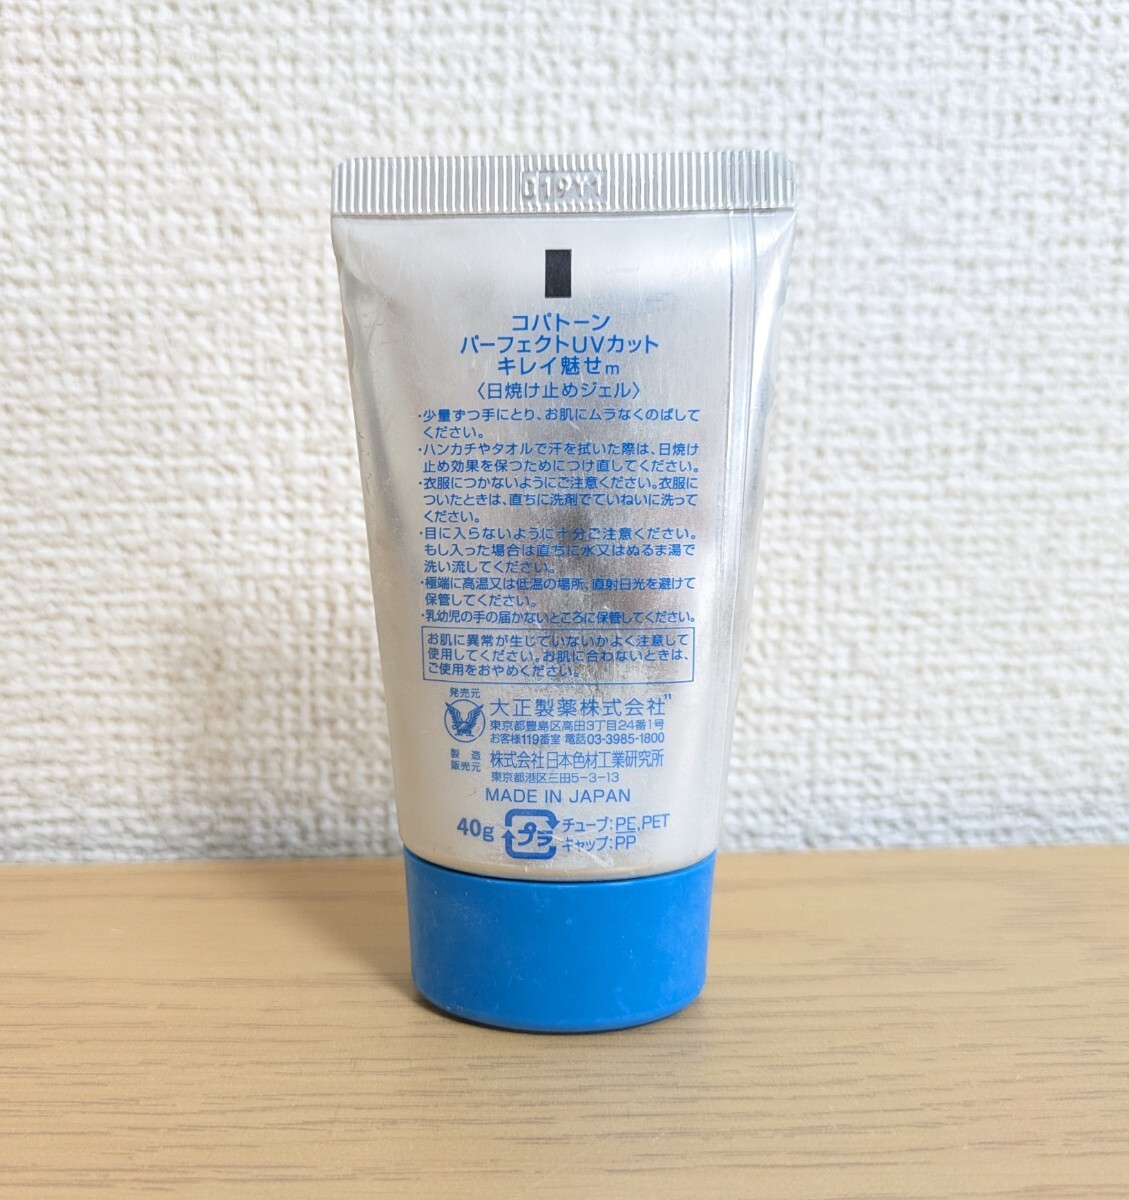 コパトーン
パーフェクトUVカット
キレイ魅せm
〈日焼け止めジェル〉
・少量ずつ手にとり、お肌にムラなくのばして
ください。
・ハンカチやタオルで汗を拭いた際は、日焼け
止め効果を保つためにつけ直してください。
・衣服につかないようにご注意ください。衣服に
ついたときは、直ちに洗剤でていねいに洗って
ください。
・目に入らないように十分ご注意ください。
もし入った場合は直ちに水又はぬるま湯で
洗い流してください。
・極端に高温又は低温の場所、直射日光を避けて
保管してください。
・乳幼児の手の届かないところに保管してください。
お肌に異常が生じていないかよく注意して
使用してください。お肌に合わないときは、
ご使用をおやめください。
発売元
大正製薬株式会社
東京都豊島区高田3丁目24番1号
お客様119番室 電話03-3985-1800
製造
販売元
株式会社日本色材工業研究所
東京都港区三田5-3-13
MADE IN JAPAN
40g
プラ
チューブ:PE,PET
キャップ:PP